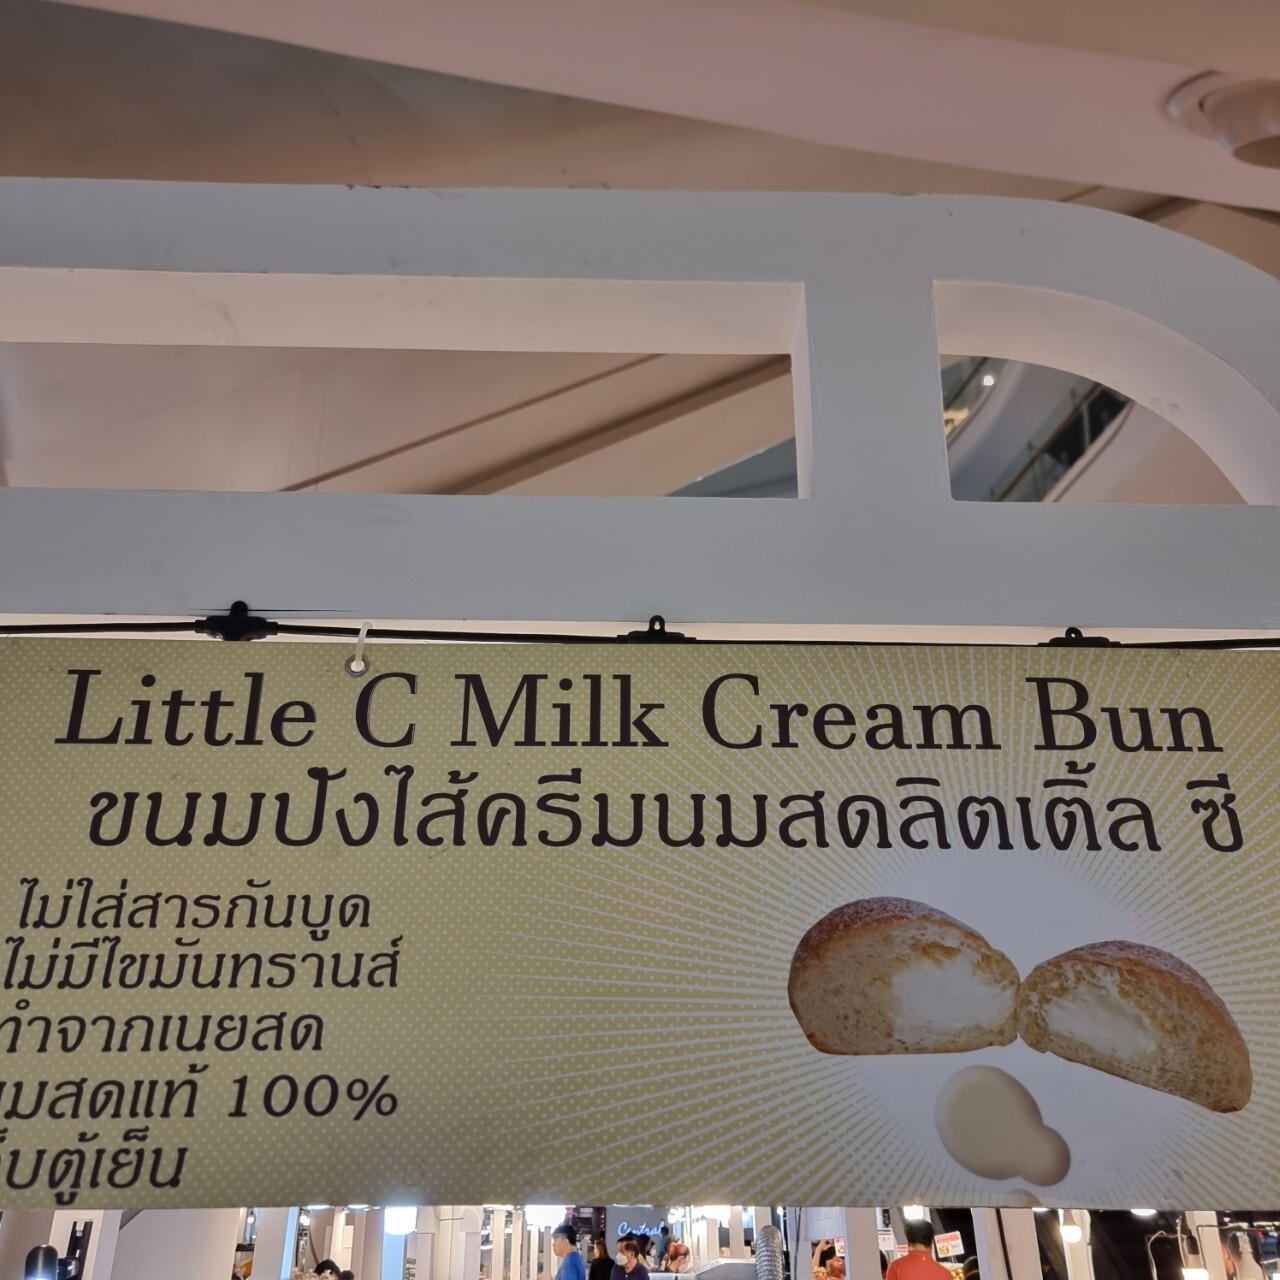 Little C Milk Cream Bun
ขนมปังไส้ครีมนมสดลิตเติ้ล ซี
ไม่ใส่สารกันบูด
ไม่มีไขมันทรานส์
ทำจากเนยสด
นมสดแท้ 100%
ตู้เย็น
Central